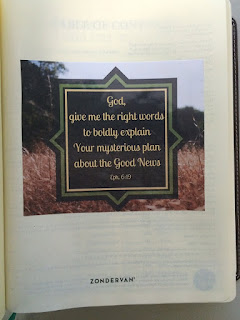 God,
give me the right words
to boldly explain
Your mysterious plan
about the Good News
Eph. 6:19
ZONDERVAN®